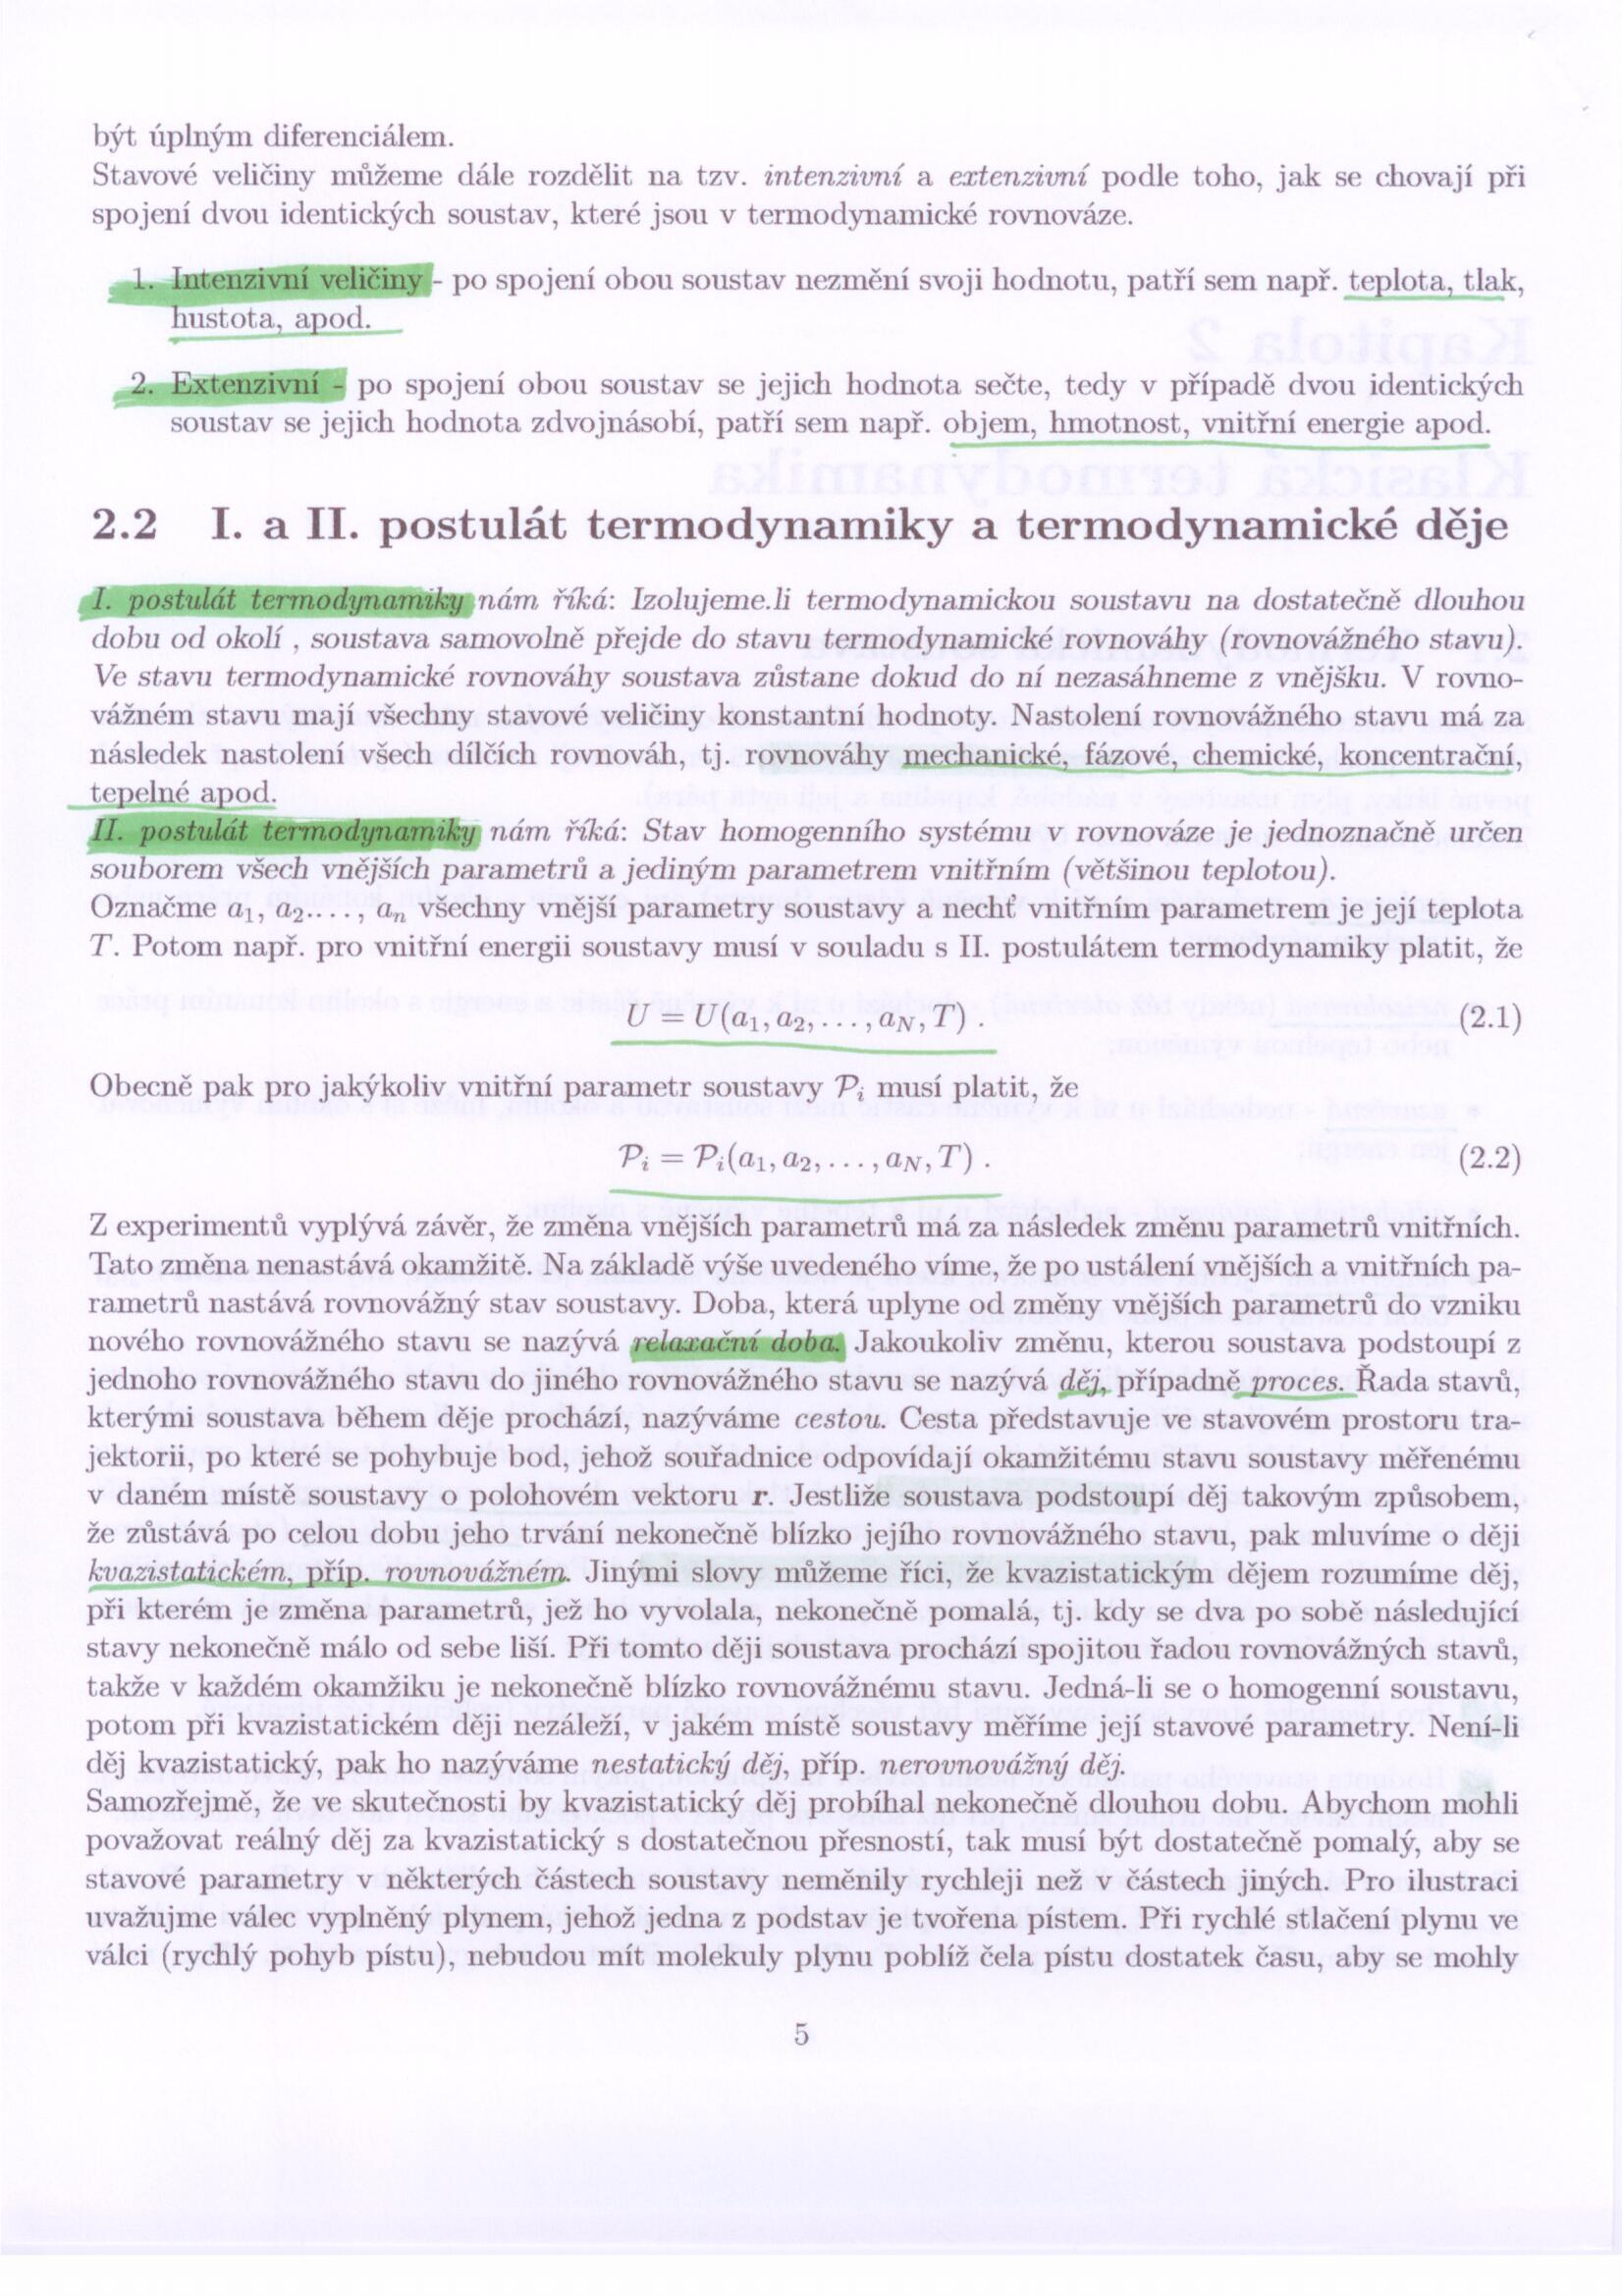 být úplným diferenciálem.
Stavové veličiny můžeme dále rozdělit na tzv. intenzivní a extenzivní podle toho, jak se chovají při
spojení dvou identických soustav, které jsou v termodynamické rovnováze.
1. Intenzivní veličiny - po spojení obou soustav nezmění svoji hodnotu, patří sem např. teplota, tlak,
hustota, apod.
2. Extenzivní - po spojení obou soustav se jejich hodnota sečte, tedy v případě dvou identických
soustav se jejich hodnota zdvojnásobí, patří sem např. objem, hmotnost, vnitřní energie apod.
2.2 I. a II. postulát termodynamiky a termodynamické děje
I. postulát termodynamiky nám říká: Izolujeme.li termodynamickou soustavu na dostatečně dlouhou
dobu od okolí , soustava samovolně přejde do stavu termodynamické rovnováhy (rovnovážného stavu).
Ve stavu termodynamické rovnováhy soustava zůstane dokud do ní nezasáhneme z vnějšku. V rovno-
vážném stavu mají všechny stavové veličiny konstantní hodnoty. Nastolení rovnovážného stavu má za
následek nastolení všech dílčích rovnováh, tj. rovnováhy mechanické, fázové, chemické, koncentrační,
tepelné apod.
II. postulát termodynamiky nám říká: Stav homogenního systému v rovnováze je jednoznačně určen
souborem všech vnějších parametrů a jediným parametrem vnitřním (většinou teplotou).
Označme a₁, a₂...., aₙ všechny vnější parametry soustavy a nechť vnitřním parametrem je její teplota
T. Potom např. pro vnitřní energii soustavy musí v souladu s II. postulátem termodynamiky platit, že
U = U(a₁, a₂, . . . , a_N, T) . (2.1)
Obecně pak pro jakýkoliv vnitřní parametr soustavy 𝒫ᵢ musí platit, že
𝒫ᵢ = 𝒫ᵢ(a₁, a₂, . . . , a_N, T) . (2.2)
Z experimentů vyplývá závěr, že změna vnějších parametrů má za následek změnu parametrů vnitřních.
Tato změna nenastává okamžitě. Na základě výše uvedeného víme, že po ustálení vnějších a vnitřních pa-
rametrů nastává rovnovážný stav soustavy. Doba, která uplyne od změny vnějších parametrů do vzniku
nového rovnovážného stavu se nazývá relaxační doba. Jakoukoliv změnu, kterou soustava podstoupí z
jednoho rovnovážného stavu do jiného rovnovážného stavu se nazývá děj, případně proces. Řada stavů,
kterými soustava během děje prochází, nazýváme cestou. Cesta představuje ve stavovém prostoru tra-
jektorii, po které se pohybuje bod, jehož souřadnice odpovídají okamžitému stavu soustavy měřenému
v daném místě soustavy o polohovém vektoru r. Jestliže soustava podstoupí děj takovým způsobem,
že zůstává po celou dobu jeho trvání nekonečně blízko jejího rovnovážného stavu, pak mluvíme o ději
kvazistatickém, příp. rovnovážném. Jinými slovy můžeme říci, že kvazistatickým dějem rozumíme děj,
při kterém je změna parametrů, jež ho vyvolala, nekonečně pomalá, tj. kdy se dva po sobě následující
stavy nekonečně málo od sebe liší. Při tomto ději soustava prochází spojitou řadou rovnovážných stavů,
takže v každém okamžiku je nekonečně blízko rovnovážnému stavu. Jedná-li se o homogenní soustavu,
potom při kvazistatickém ději nezáleží, v jakém místě soustavy měříme její stavové parametry. Není-li
děj kvazistatický, pak ho nazýváme nestatický děj, příp. nerovnovážný děj.
Samozřejmě, že ve skutečnosti by kvazistatický děj probíhal nekonečně dlouhou dobu. Abychom mohli
považovat reálný děj za kvazistatický s dostatečnou přesností, tak musí být dostatečně pomalý, aby se
stavové parametry v některých částech soustavy neměnily rychleji než v částech jiných. Pro ilustraci
uvažujme válec vyplněný plynem, jehož jedna z podstav je tvořena pístem. Při rychlé stlačení plynu ve
válci (rychlý pohyb pístu), nebudou mít molekuly plynu poblíž čela pístu dostatek času, aby se mohly
5